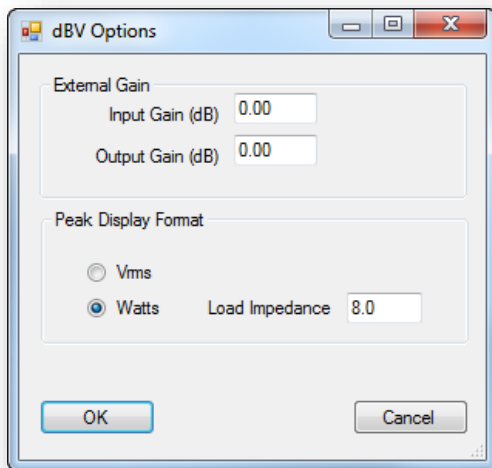 dBV Options
External Gain
Input Gain (dB) 0.00
Output Gain (dB) 0.00
Peak Display Format
Vrms
Watts Load Impedance 8.0
OK Cancel